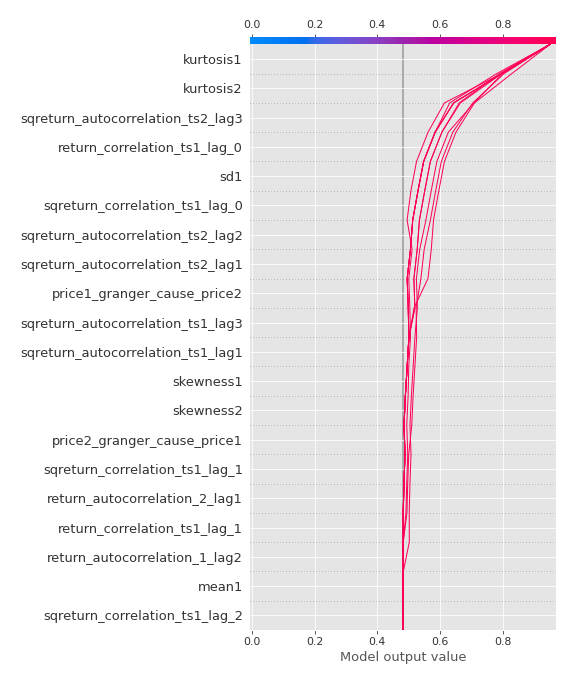 0.0 0.2 0.4 0.6 0.8
kurtosis1
kurtosis2
sqreturn_autocorrelation_ts2_lag3
return_correlation_ts1_lag_0
sd1
sqreturn_correlation_ts1_lag_0
sqreturn_autocorrelation_ts2_lag2
sqreturn_autocorrelation_ts2_lag1
price1_granger_cause_price2
sqreturn_autocorrelation_ts1_lag3
sqreturn_autocorrelation_ts1_lag1
skewness1
skewness2
price2_granger_cause_price1
sqreturn_correlation_ts1_lag_1
return_autocorrelation_2_lag1
return_correlation_ts1_lag_1
return_autocorrelation_1_lag2
mean1
sqreturn_correlation_ts1_lag_2
0.0 0.2 0.4 0.6 0.8
Model output value